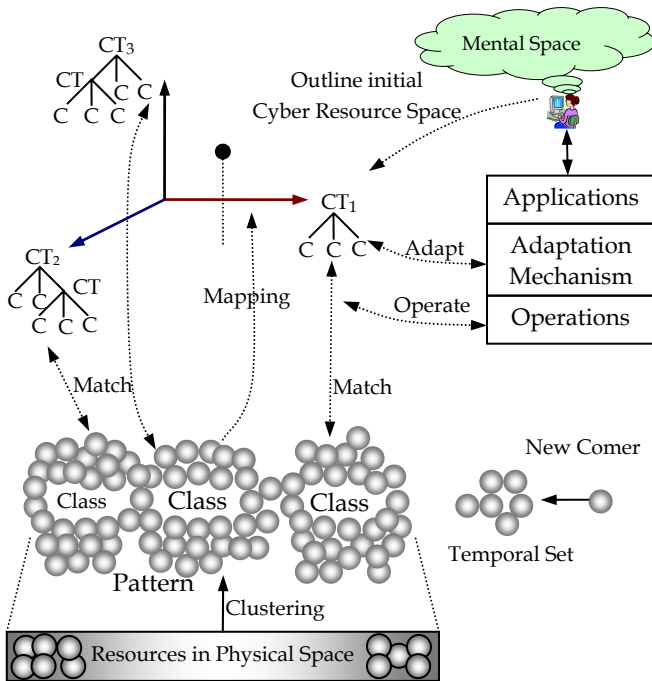 CT3
Mental Space
CT C C
C C C
Outline initial
Cyber Resource Space
Applications
CT1
C C C
Adapt
Adaptation
Mechanism
CT2
C C CT
C C C
Mapping
Operate
Operations
Match
Match
New Comer
Class
Class
Class
Temporal Set
Pattern
Clustering
Resources in Physical Space